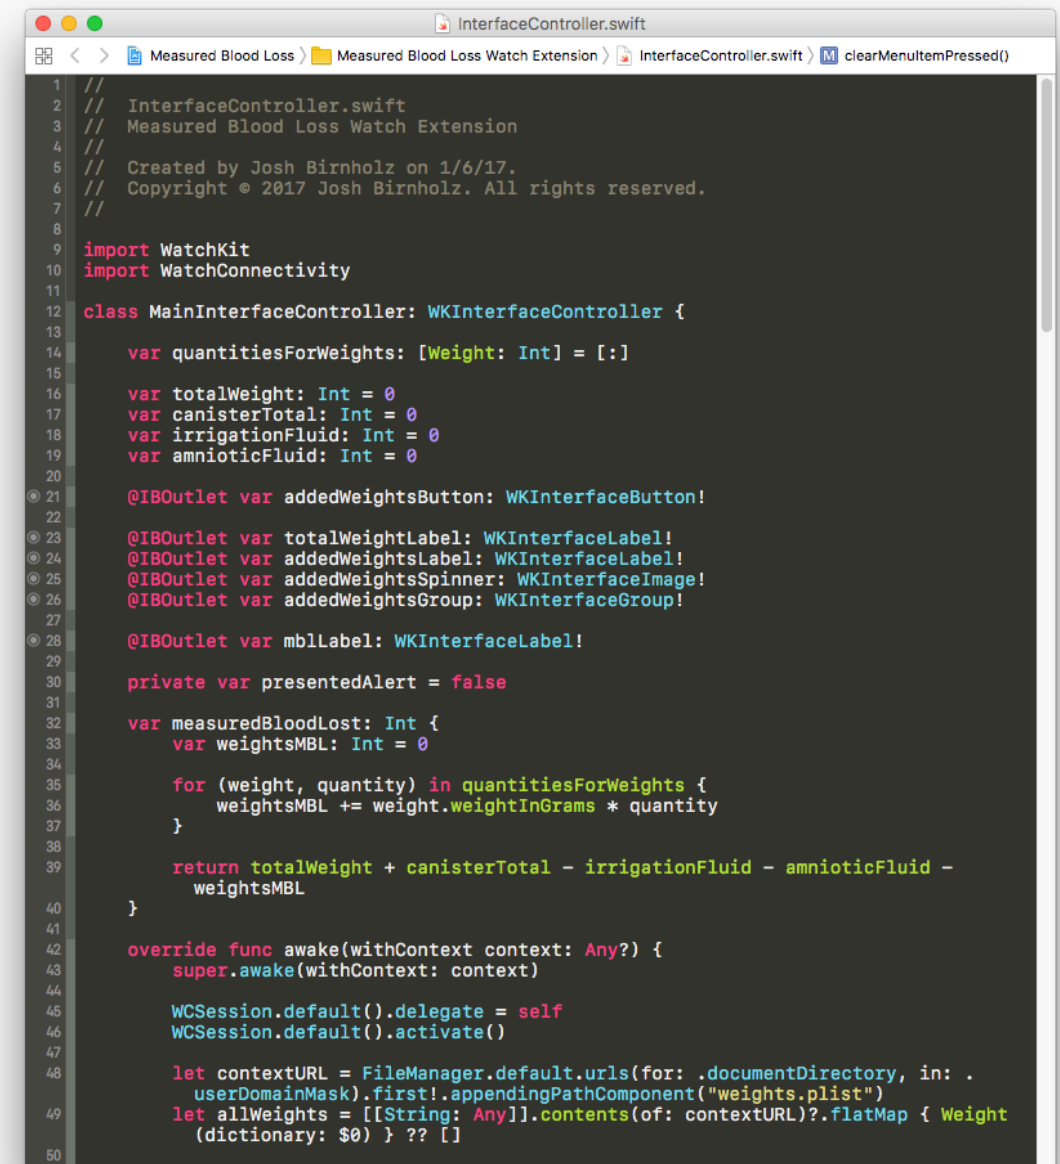 InterfaceController.swift
Measured Blood Loss 〉 Measured Blood Loss Watch Extension 〉 InterfaceController.swift 〉 M clearMenuItemPressed()
1 //
2 //  InterfaceController.swift
3 //  Measured Blood Loss Watch Extension
4 //
5 //  Created by Josh Birnholz on 1/6/17.
6 //  Copyright © 2017 Josh Birnholz. All rights reserved.
7 //
8
9 import WatchKit
10 import WatchConnectivity
11
12 class MainInterfaceController: WKInterfaceController {
13
14     var quantitiesForWeights: [Weight: Int] = [:]
15
16     var totalWeight: Int = 0
17     var canisterTotal: Int = 0
18     var irrigationFluid: Int = 0
19     var amnioticFluid: Int = 0
20
21     @IBOutlet var addedWeightsButton: WKInterfaceButton!
22
23     @IBOutlet var totalWeightLabel: WKInterfaceLabel!
24     @IBOutlet var addedWeightsLabel: WKInterfaceLabel!
25     @IBOutlet var addedWeightsSpinner: WKInterfaceImage!
26     @IBOutlet var addedWeightsGroup: WKInterfaceGroup!
27
28     @IBOutlet var mblLabel: WKInterfaceLabel!
29
30     private var presentedAlert = false
31
32     var measuredBloodLost: Int {
33         var weightsMBL: Int = 0
34
35         for (weight, quantity) in quantitiesForWeights {
36             weightsMBL += weight.weightInGrams * quantity
37         }
38
39         return totalWeight + canisterTotal - irrigationFluid - amnioticFluid -
           weightsMBL
40     }
41
42     override func awake(withContext context: Any?) {
43         super.awake(withContext: context)
44
45         WCSession.default().delegate = self
46         WCSession.default().activate()
47
48         let contextURL = FileManager.default.urls(for: .documentDirectory, in: .
           userDomainMask).first!.appendingPathComponent("weights.plist")
49         let allWeights = [[String: Any]].contents(of: contextURL)?.flatMap { Weight
           (dictionary: $0) } ?? []
50